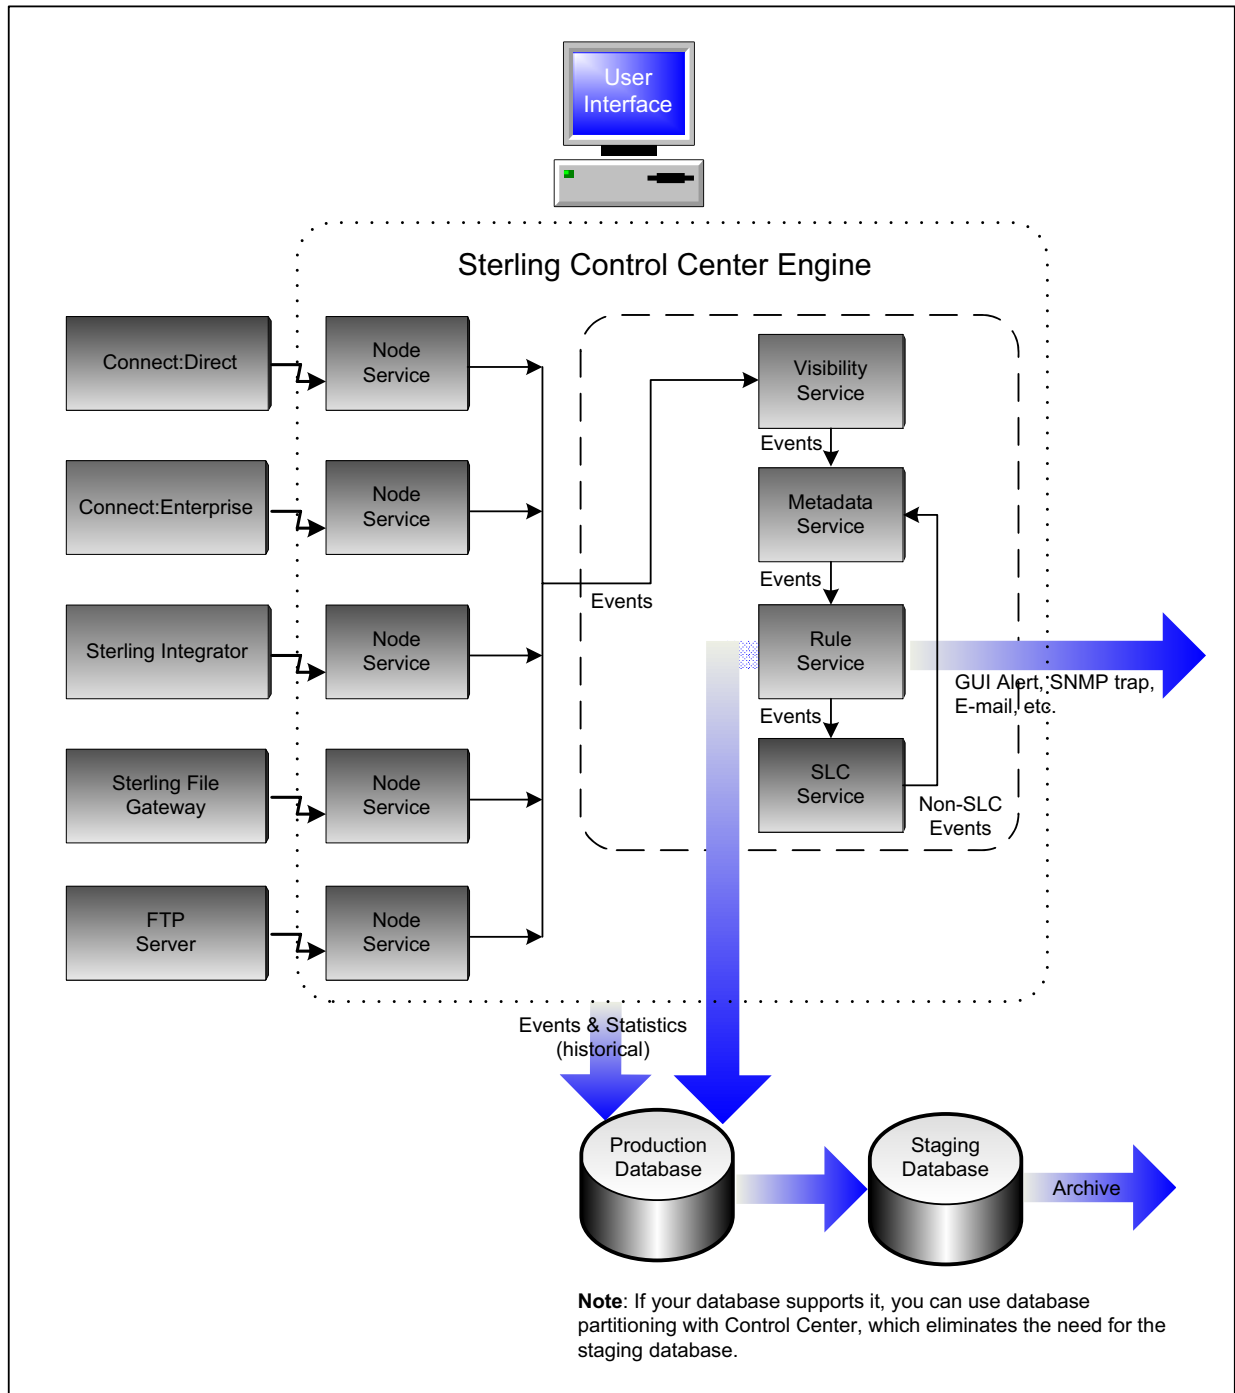 User
Interface
Sterling Control Center Engine
Connect:Direct
Node
Service
Visibility
Service
Events
Connect:Enterprise
Node
Service
Metadata
Service
Events
Events
Sterling Integrator
Node
Service
Rule
Service
GUI Alert, SNMP trap,
E-mail, etc.
Events
Sterling File
Gateway
Node
Service
SLC
Service
Non-SLC
Events
FTP
Server
Node
Service
Events & Statistics
(historical)
Production
Database
Staging
Database
Archive
Note: If your database supports it, you can use database
partitioning with Control Center, which eliminates the need for the
staging database.